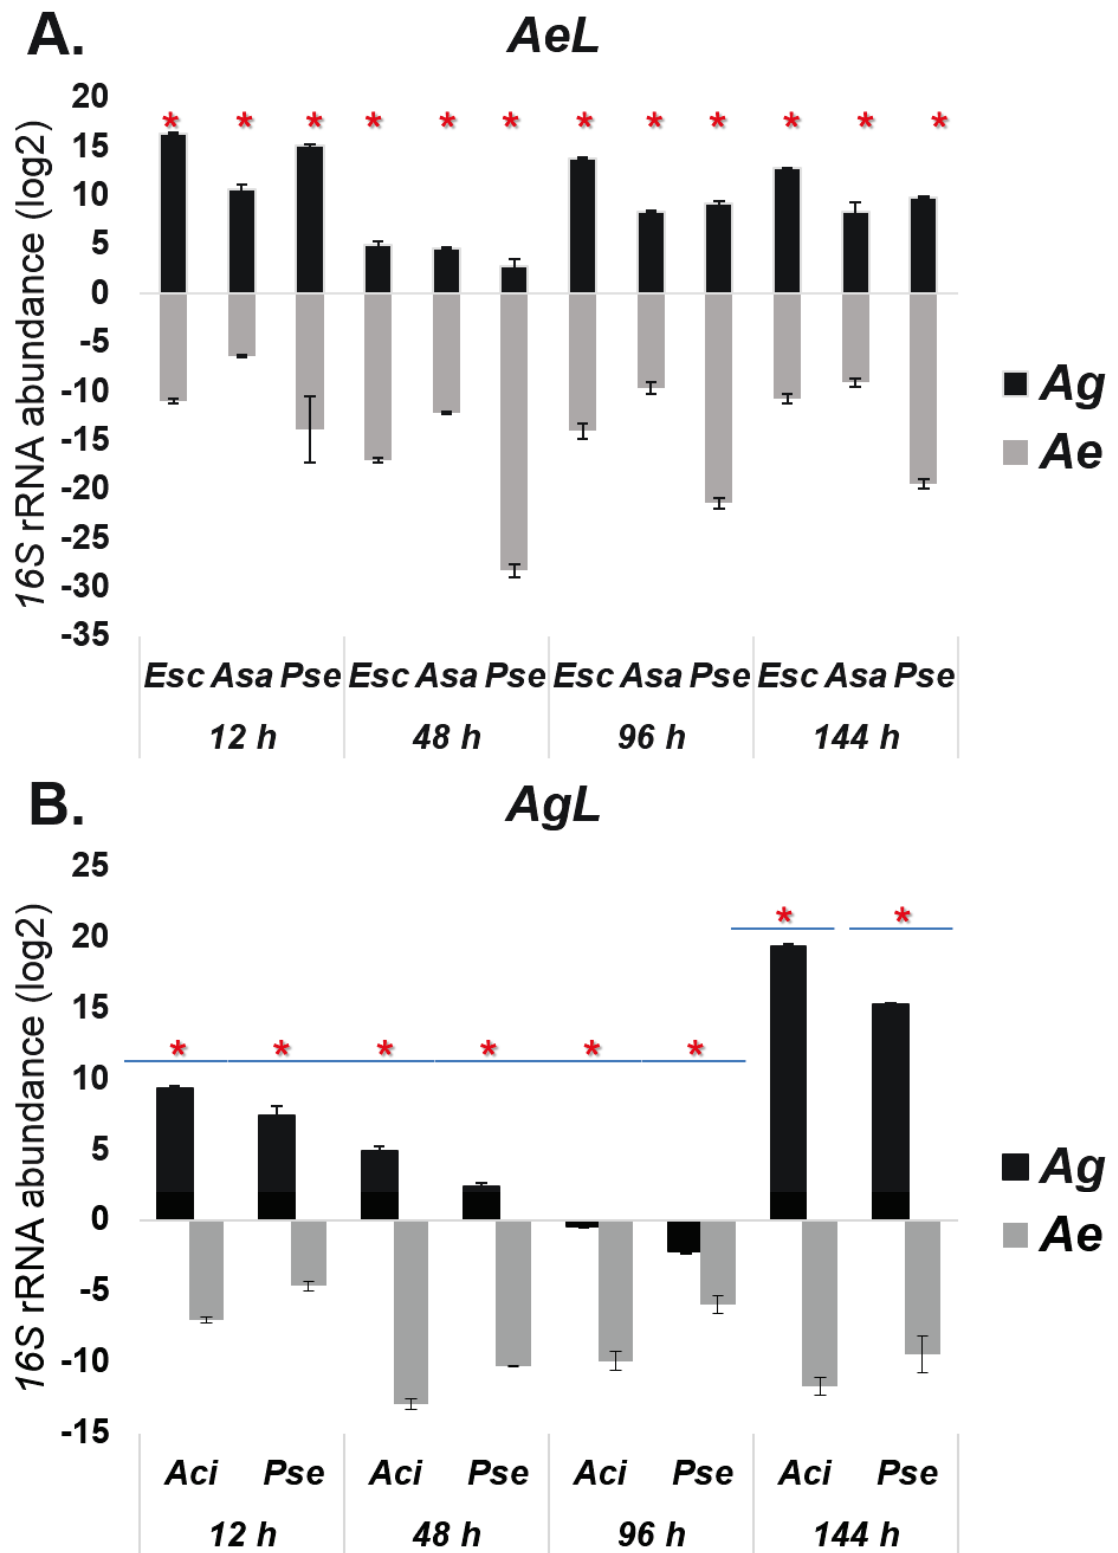 A.
AeL
16S rRNA abundance (log2)
20
15
10
5
0
-5
-10
-15
-20
-25
-30
-35
* * * * * * * * * * * *
Ag
Ae
Esc Asa Pse Esc Asa Pse Esc Asa Pse Esc Asa Pse
12 h 48 h 96 h 144 h
B.
AgL
16S rRNA abundance (log2)
25
20
15
10
5
0
-5
-10
-15
* * * * * * * *
Ag
Ae
Aci Pse Aci Pse Aci Pse Aci Pse
12 h 48 h 96 h 144 h